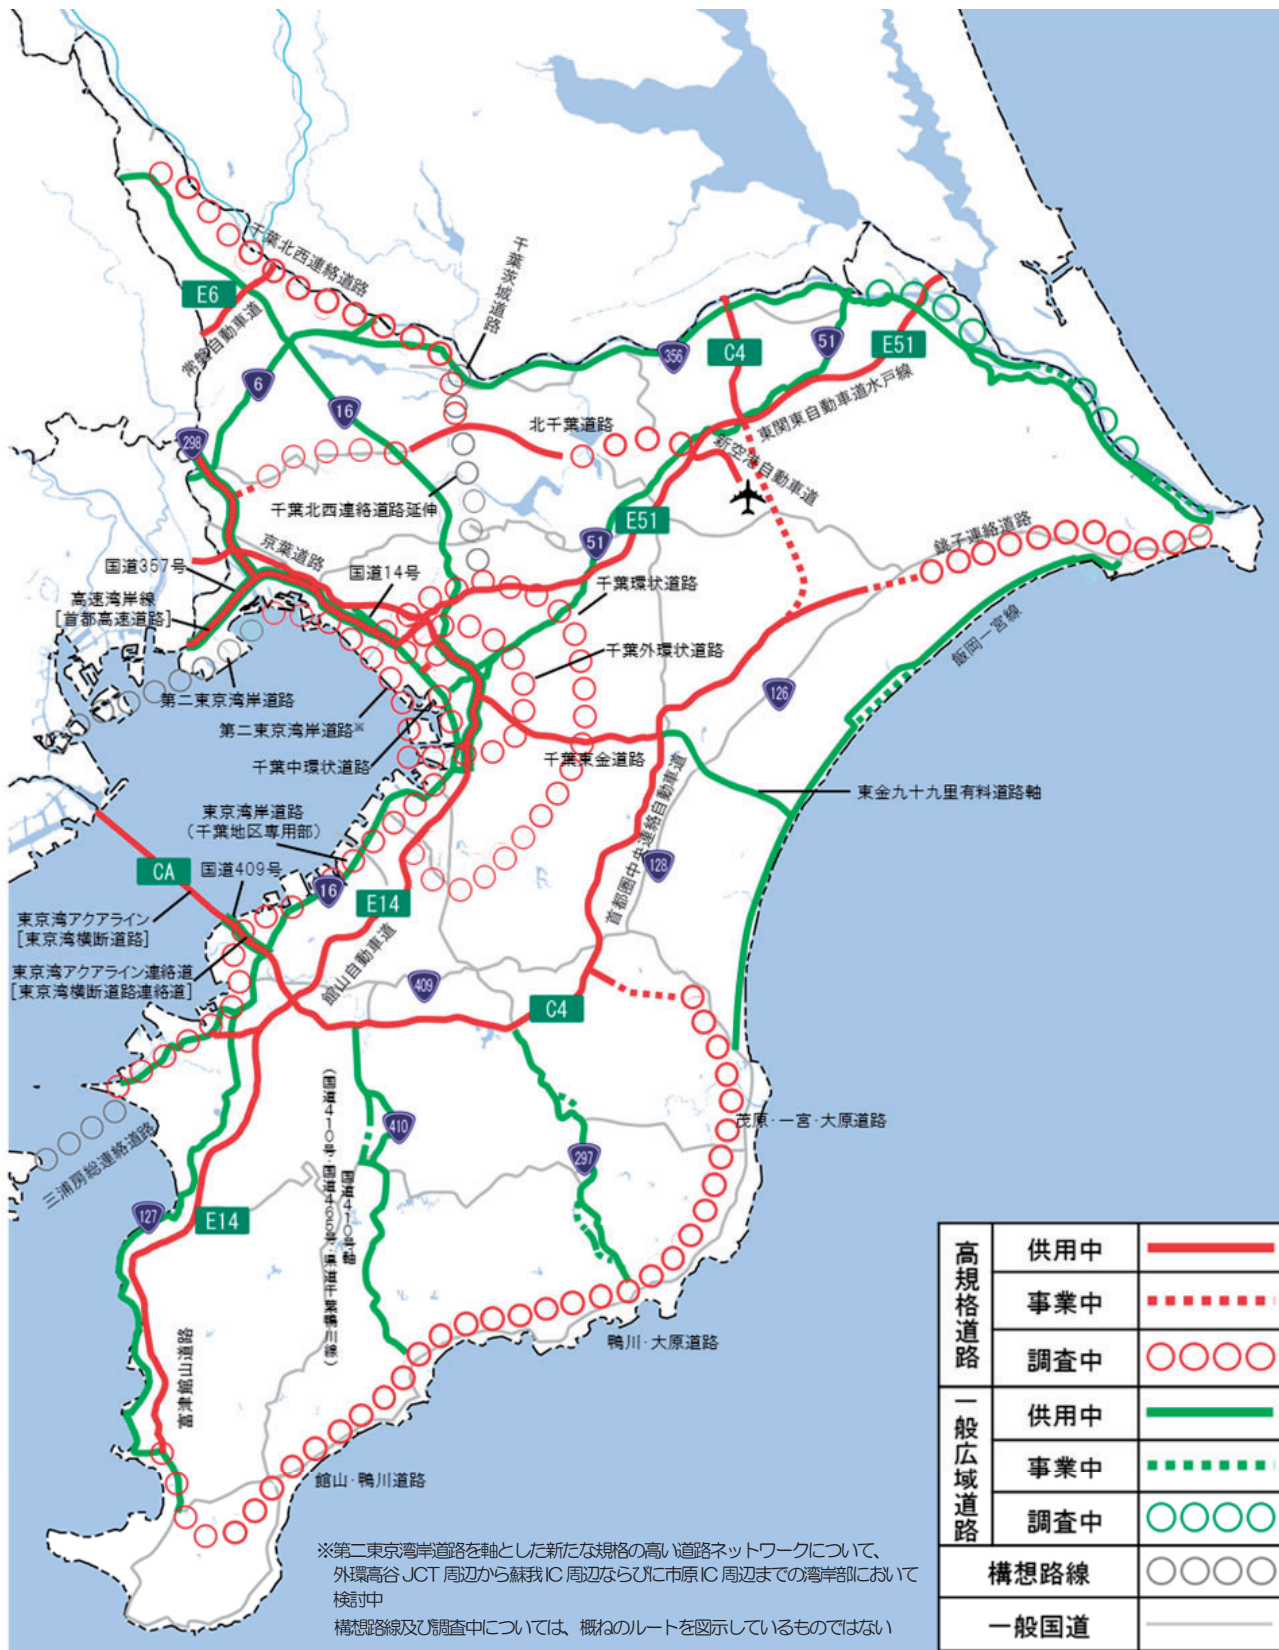 千葉北西連絡道路
千葉茨城道路
E6
常磐自動車道
6
16
356
C4
51
E51
298
北千葉道路
東関東自動車道水戸線
新空港自動車道
千葉北西連絡道路延伸
E51
51
銚子連絡道路
京葉道路
国道357号
国道14号
高速湾岸線
[首都高速道路]
千葉環状道路
千葉外環状道路
飯岡一宮線
第二東京湾岸道路
126
第二東京湾岸道路※
千葉中環状道路
千葉東金道路
東金九十九里有料道路軸
東京湾岸道路
(千葉地区専用部)
首都圏中央連絡自動車道
128
CA
国道409号
16
E14
東京湾アクアライン
[東京湾横断道路]
東京湾アクアライン連絡道
[東京湾横断道路連絡道]
館山自動車道
409
C4
茂原・一宮・大原道路
410
297
三浦房総連絡道路
国道410号軸
(国道410号・国道465号・県道千葉鴨川線)
127
E14
富津館山道路
鴨川・大原道路
館山・鴨川道路
高規格道路
供用中
事業中
調査中
一般広域道路
供用中
事業中
調査中
構想路線
一般国道
※第二東京湾岸道路を軸とした新たな規格の高い道路ネットワークについて、
外環高谷JCT周辺から蘇我IC周辺ならびに市原IC周辺までの湾岸部において
検討中
構想路線及び調査中については、概ねのルートを図示しているものではない